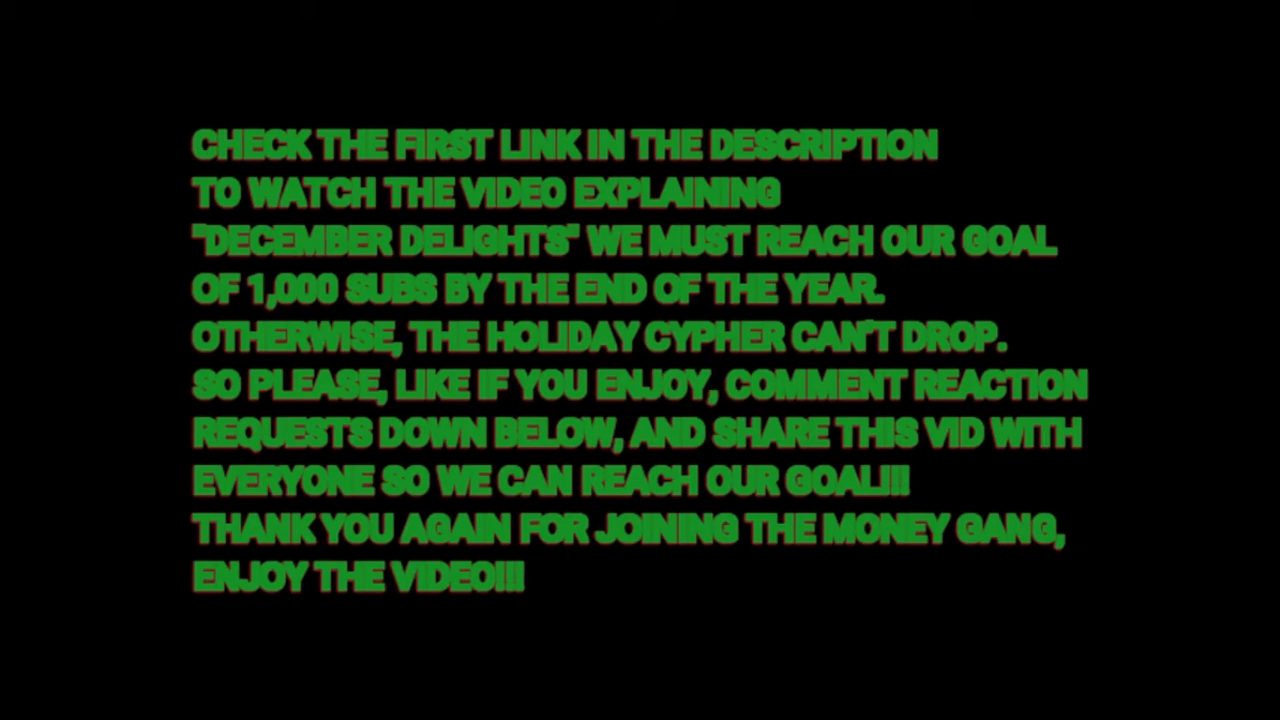 CHECK THE FIRST LINK IN THE DESCRIPTION
TO WATCH THE VIDEO EXPLAINING
"DECEMBER DELIGHTS" WE MUST REACH OUR GOAL
OF 1,000 SUBS BY THE END OF THE YEAR.
OTHERWISE, THE HOLIDAY CYPHER CAN'T DROP.
SO PLEASE, LIKE IF YOU ENJOY, COMMENT REACTION
REQUESTS DOWN BELOW, AND SHARE THIS VID WITH
EVERYONE SO WE CAN REACH OUR GOAL!!!
THANK YOU AGAIN FOR JOINING THE MONEY GANG,
ENJOY THE VIDEO!!!